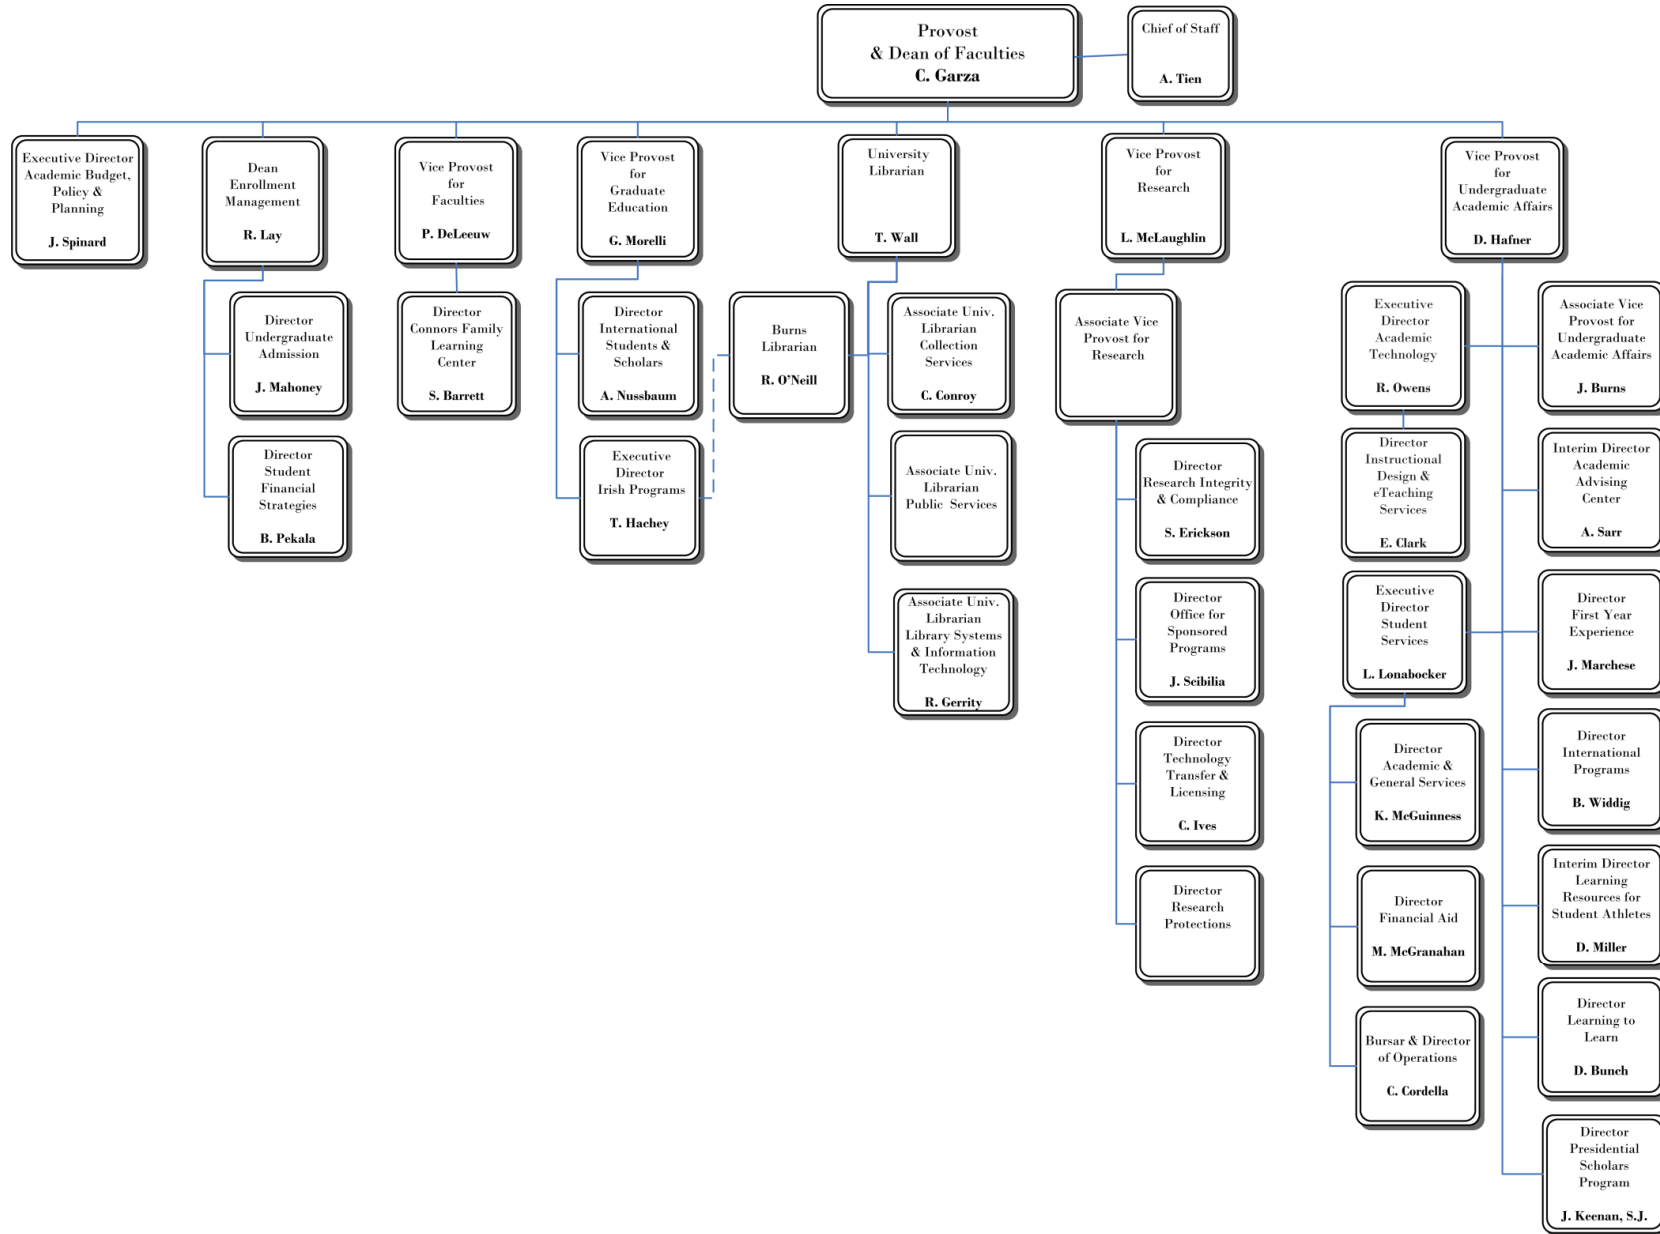 Provost
& Dean of Faculties
C. Garza
Chief of Staff
A. Tien
Executive Director
Academic Budget,
Policy &
Planning
J. Spinard
Dean
Enrollment
Management
R. Lay
Vice Provost
for
Faculties
P. DeLeeuw
Vice Provost
for
Graduate
Education
G. Morelli
University
Librarian
T. Wall
Vice Provost
for
Research
L. McLaughlin
Vice Provost
for
Undergraduate
Academic Affairs
D. Hafner
Director
Undergraduate
Admission
J. Mahoney
Director
Student
Financial
Strategies
B. Pekala
Director
Connors Family
Learning
Center
S. Barrett
Director
International
Students &
Scholars
A. Nussbaum
Executive
Director
Irish Programs
T. Hachey
Burns
Librarian
R. O'Neill
Associate Univ.
Librarian
Collection
Services
C. Conroy
Associate Univ.
Librarian
Public Services
Associate Univ.
Librarian
Library Systems
& Information
Technology
R. Gerrity
Associate Vice
Provost for
Research
Director
Research Integrity
& Compliance
S. Erickson
Director
Office for
Sponsored
Programs
J. Seibilia
Director
Technology
Transfer &
Licensing
C. Ives
Director
Research
Protections
Executive
Director
Academic
Technology
R. Owens
Director
Instructional
Design &
eTeaching
Services
E. Clark
Executive
Director
Student
Services
L. Lonabocker
Director
Academic &
General Services
K. McGuinness
Director
Financial Aid
M. McGranahan
Bursar & Director
of Operations
C. Cordella
Associate Vice
Provost for
Undergraduate
Academic Affairs
J. Burns
Interim Director
Academic
Advising
Center
A. Sarr
Director
First Year
Experience
J. Marchese
Director
International
Programs
B. Widdig
Interim Director
Learning
Resources for
Student Athletes
D. Miller
Director
Learning to
Learn
D. Bunch
Director
Presidential
Scholars
Program
J. Keenan, S.J.